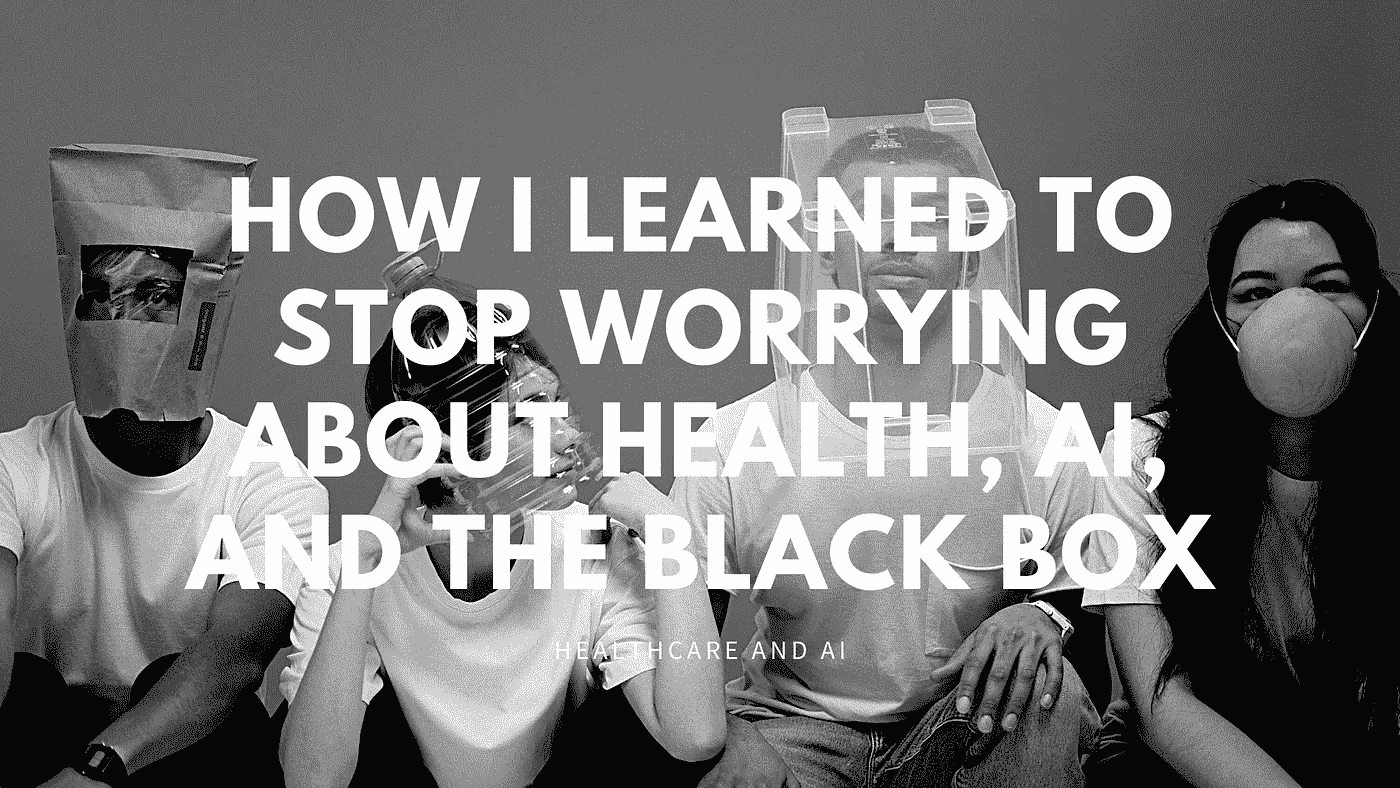 HOW I LEARNED TO
STOP WORRYING
ABOUT HEALTH, AI,
AND THE BLACK BOX
HEALTHCARE AND AI